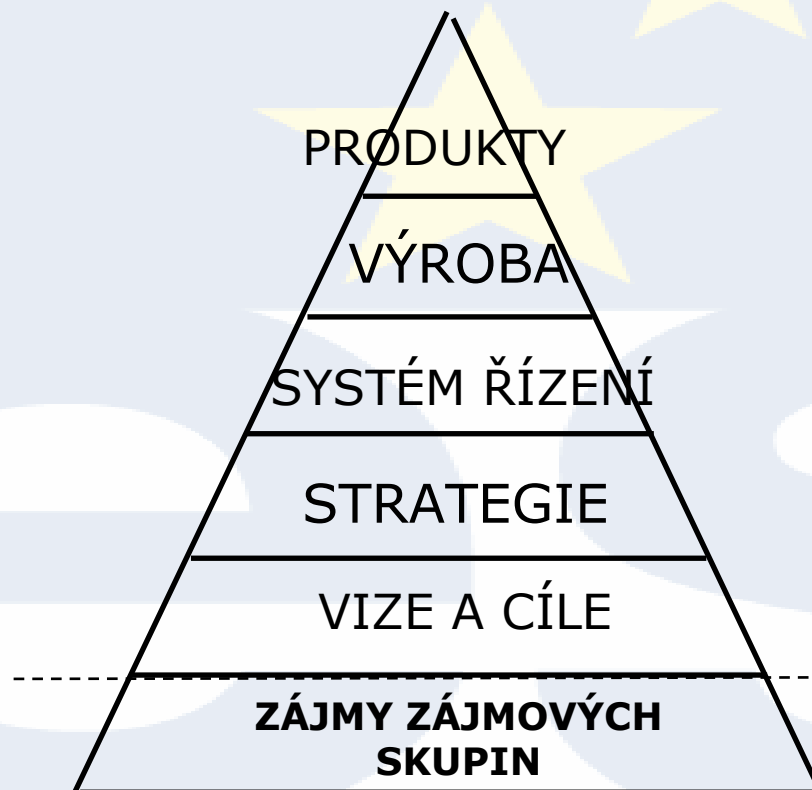 PRODUKTY
VÝROBA
SYSTÉM ŘÍZENÍ
STRATEGIE
VIZE A CÍLE
ZÁJMY ZÁJMOVÝCH
SKUPIN